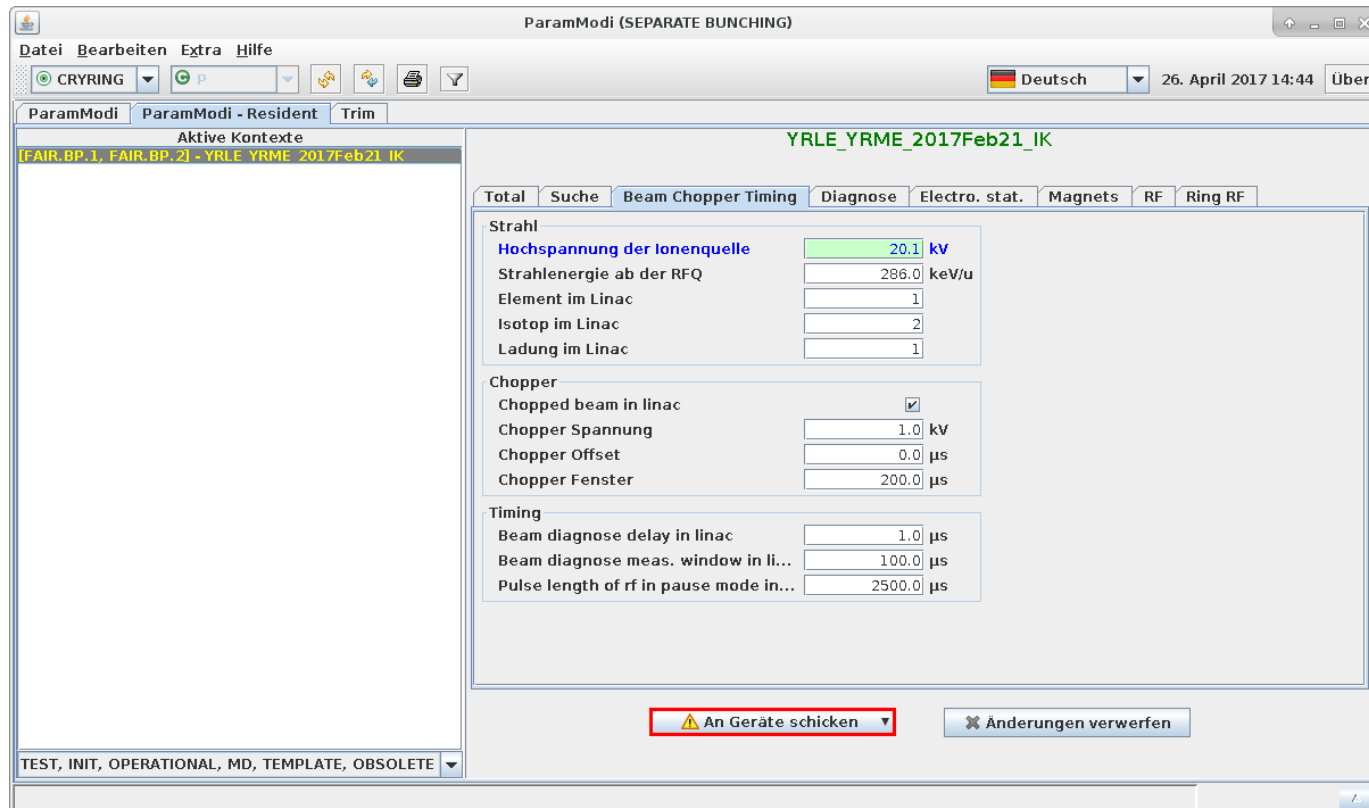 ParamModi (SEPARATE BUNCHING)
Datei Bearbeiten Extra Hilfe
CRYRING P Deutsch 26. April 2017 14:44 Über
ParamModi ParamModi - Resident Trim
Aktive Kontexte
[FAIR.BP.1, FAIR.BP.2] - YRLE_YRME_2017Feb21_IK
YRLE_YRME_2017Feb21_IK
Total Suche Beam Chopper Timing Diagnose Electro. stat. Magnets RF Ring RF
Strahl
Hochspannung der Ionenquelle 20.1 kV
Strahlenergie ab der RFQ 286.0 keV/u
Element im Linac 1
Isotop im Linac 2
Ladung im Linac 1
Chopper
Chopped beam in linac
Chopper Spannung 1.0 kV
Chopper Offset 0.0 µs
Chopper Fenster 200.0 µs
Timing
Beam diagnose delay in linac 1.0 µs
Beam diagnose meas. window in li... 100.0 µs
Pulse length of rf in pause mode in... 2500.0 µs
An Geräte schicken Änderungen verwerfen
TEST, INIT, OPERATIONAL, MD, TEMPLATE, OBSOLETE